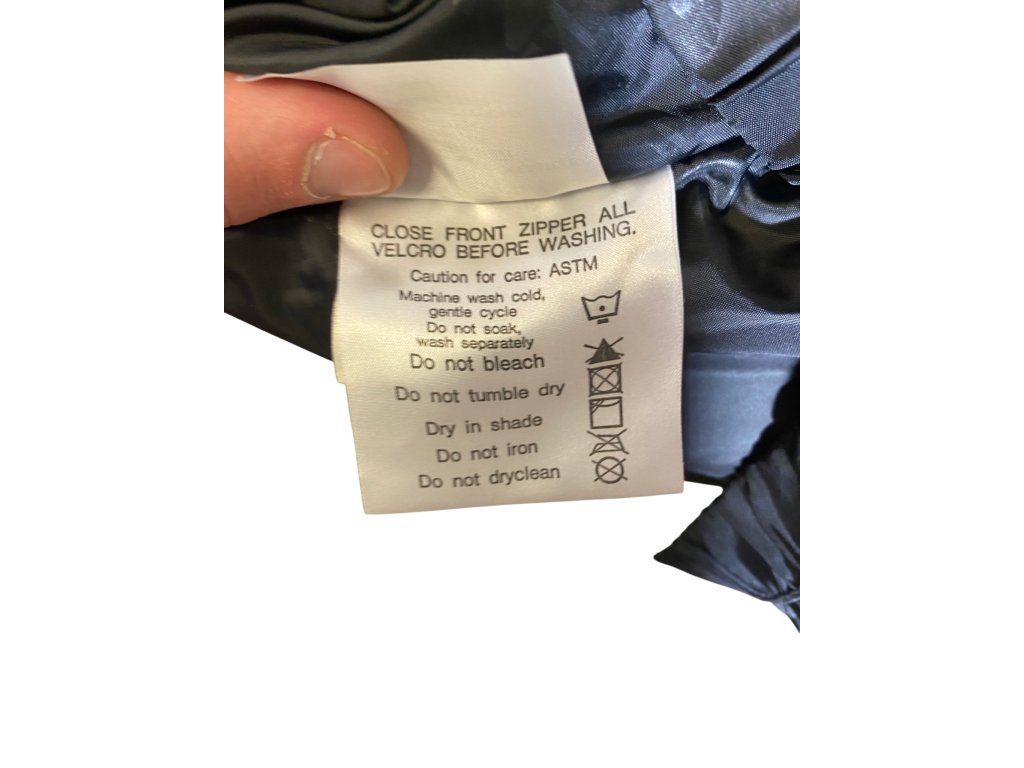 CLOSE FRONT ZIPPER ALL
VELCRO BEFORE WASHING.
Caution for care: ASTM
Machine wash cold,
gentle cycle
Do not soak,
wash separately
Do not bleach
Do not tumble dry
Dry in shade
Do not iron
Do not dryclean